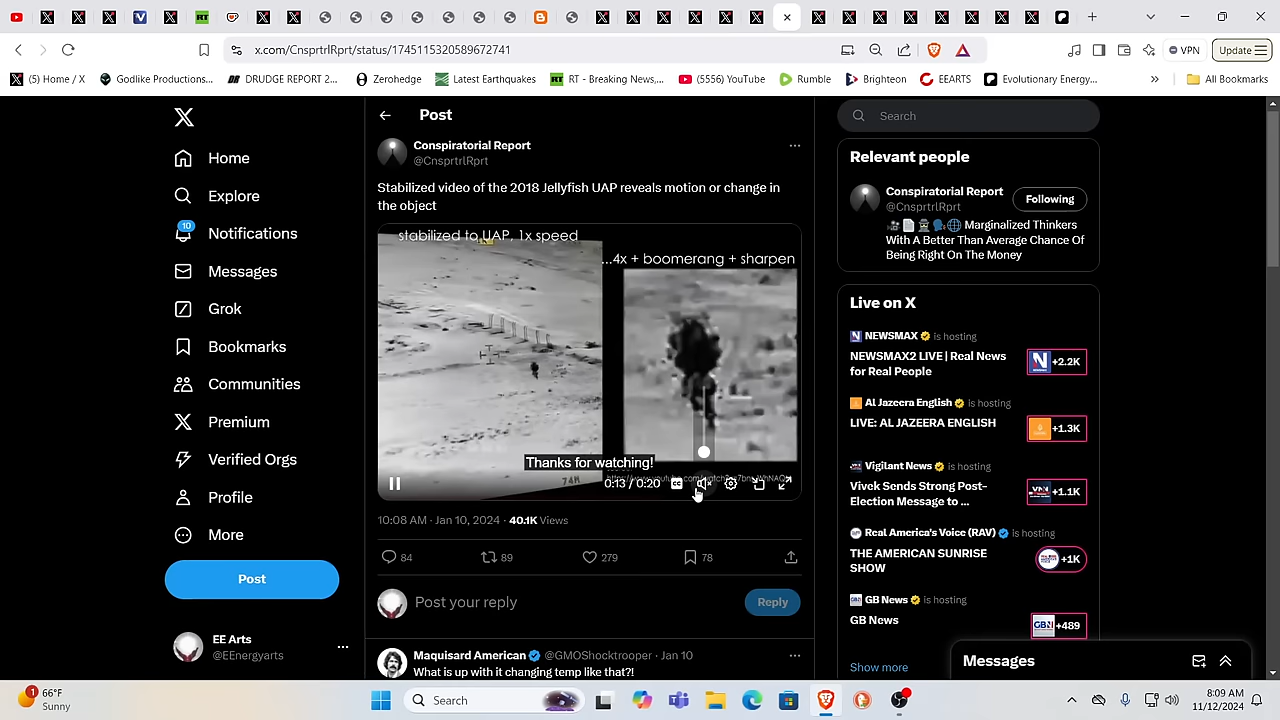 x.com/CnsprtrlRprt/status/1745115320589672741
VPN
Update
(5) Home / X
Godlike Productions...
DRUDGE REPORT 2...
Zerohedge
Latest Earthquakes
RT - Breaking News,...
(5556) YouTube
Rumble
Brighteon
EEARTS
Evolutionary Energy...
All Bookmarks
Home
Explore
10
Notifications
Messages
Grok
Bookmarks
Communities
Premium
Verified Orgs
Profile
More
Post
EE Arts
@EEnergyarts
Post
Conspiratorial Report
@CnsprtrlRprt
Stabilized video of the 2018 Jellyfish UAP reveals motion or change in
the object
stabilized to UAP, 1x speed
...4x + boomerang + sharpen
Thanks for watching!
0:13 / 0:20
10:08 AM · Jan 10, 2024 · 40.1K Views
84
89
279
78
Post your reply
Reply
Maquisard American @GMOShocktrooper · Jan 10
What is up with it changing temp like that?!
Search
Relevant people
Conspiratorial Report
@CnsprtrlRprt
Following
Marginalized Thinkers
With A Better Than Average Chance Of
Being Right On The Money
Live on X
NEWSMAX is hosting
NEWSMAX2 LIVE | Real News
for Real People
+2.2K
Al Jazeera English is hosting
LIVE: AL JAZEERA ENGLISH
+1.3K
Vigilant News is hosting
Vivek Sends Strong Post-
Election Message to ...
+1.1K
Real America's Voice (RAV) is hosting
THE AMERICAN SUNRISE
SHOW
+1K
GB News is hosting
GB News
+489
Show more
Messages
1
66°F
Sunny
Search
8:09 AM
11/12/2024